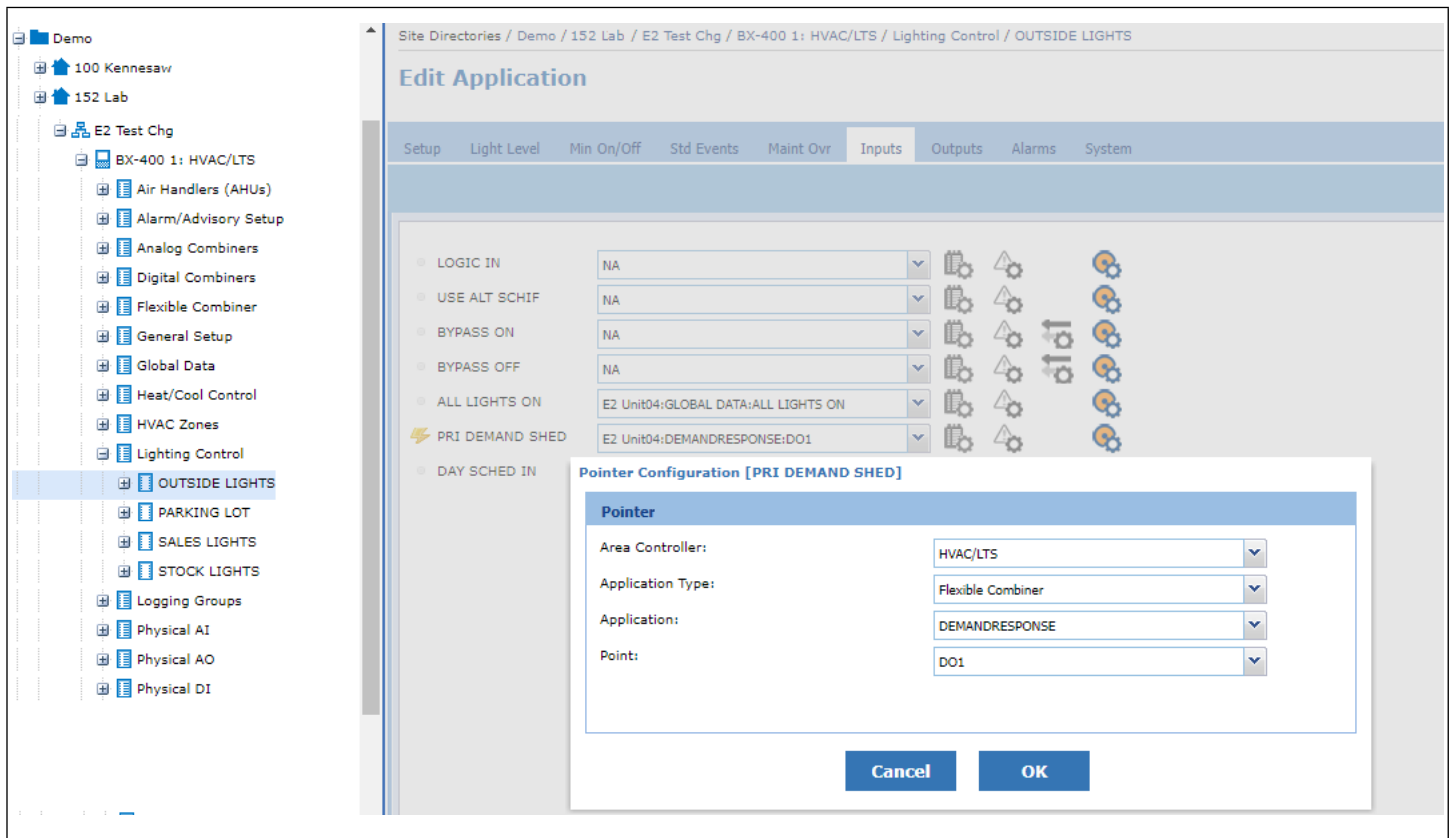 Demo
100 Kennesaw
152 Lab
E2 Test Chg
BX-400 1: HVAC/LTS
Air Handlers (AHUs)
Alarm/Advisory Setup
Analog Combiners
Digital Combiners
Flexible Combiner
General Setup
Global Data
Heat/Cool Control
HVAC Zones
Lighting Control
OUTSIDE LIGHTS
PARKING LOT
SALES LIGHTS
STOCK LIGHTS
Logging Groups
Physical AI
Physical AO
Physical DI
Site Directories / Demo / 152 Lab / E2 Test Chg / BX-400 1: HVAC/LTS / Lighting Control / OUTSIDE LIGHTS
Edit Application
Setup Light Level Min On/Off Std Events Maint Ovr Inputs Outputs Alarms System
LOGIC IN NA
USE ALT SCHIF NA
BYPASS ON NA
BYPASS OFF NA
ALL LIGHTS ON E2 Unit04:GLOBAL DATA:ALL LIGHTS ON
PRI DEMAND SHED E2 Unit04:DEMANDRESPONSE:DO1
DAY SCHED IN
Pointer Configuration [PRI DEMAND SHED]
Pointer
Area Controller: HVAC/LTS
Application Type: Flexible Combiner
Application: DEMANDRESPONSE
Point: DO1
Cancel OK